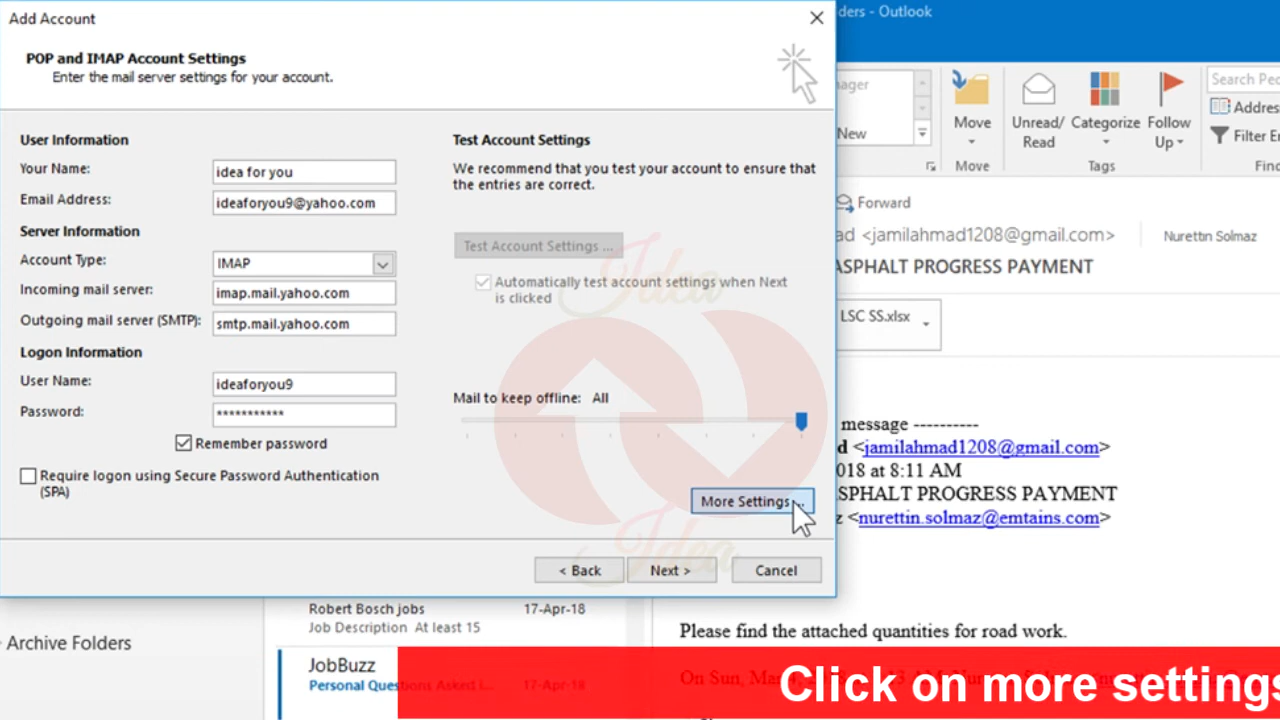 Add Account
ders - Outlook
POP and IMAP Account Settings
Enter the mail server settings for your account.
User Information
Your Name: idea for you
Email Address: ideaforyou9@yahoo.com
Server Information
Account Type: IMAP
Incoming mail server: imap.mail.yahoo.com
Outgoing mail server (SMTP): smtp.mail.yahoo.com
Logon Information
User Name: ideaforyou9
Password: ***********
Remember password
Require logon using Secure Password Authentication
(SPA)
Test Account Settings
We recommend that you test your account to ensure that
the entries are correct.
Test Account Settings ...
Automatically test account settings when Next
is clicked
Idea
Mail to keep offline: All
More Settings ...
Idea
< Back
Next >
Cancel
ager
New
Move
Move
Unread/
Read
Categorize
Follow
Up
Tags
Search Peo
Addres
Filter E
Find
Forward
ad <jamilahmad1208@gmail.com>
Nurettin Solmaz
ASPHALT PROGRESS PAYMENT
LSC SS.xlsx
message ----------
d <jamilahmad1208@gmail.com>
018 at 8:11 AM
SPHALT PROGRESS PAYMENT
z <nurettin.solmaz@emtains.com>
Please find the attached quantities for road work.
Archive Folders
Robert Bosch jobs 17-Apr-18
Job Description At least 15
JobBuzz
Personal Questions Asked i... 17-Apr-18
Click on more settings